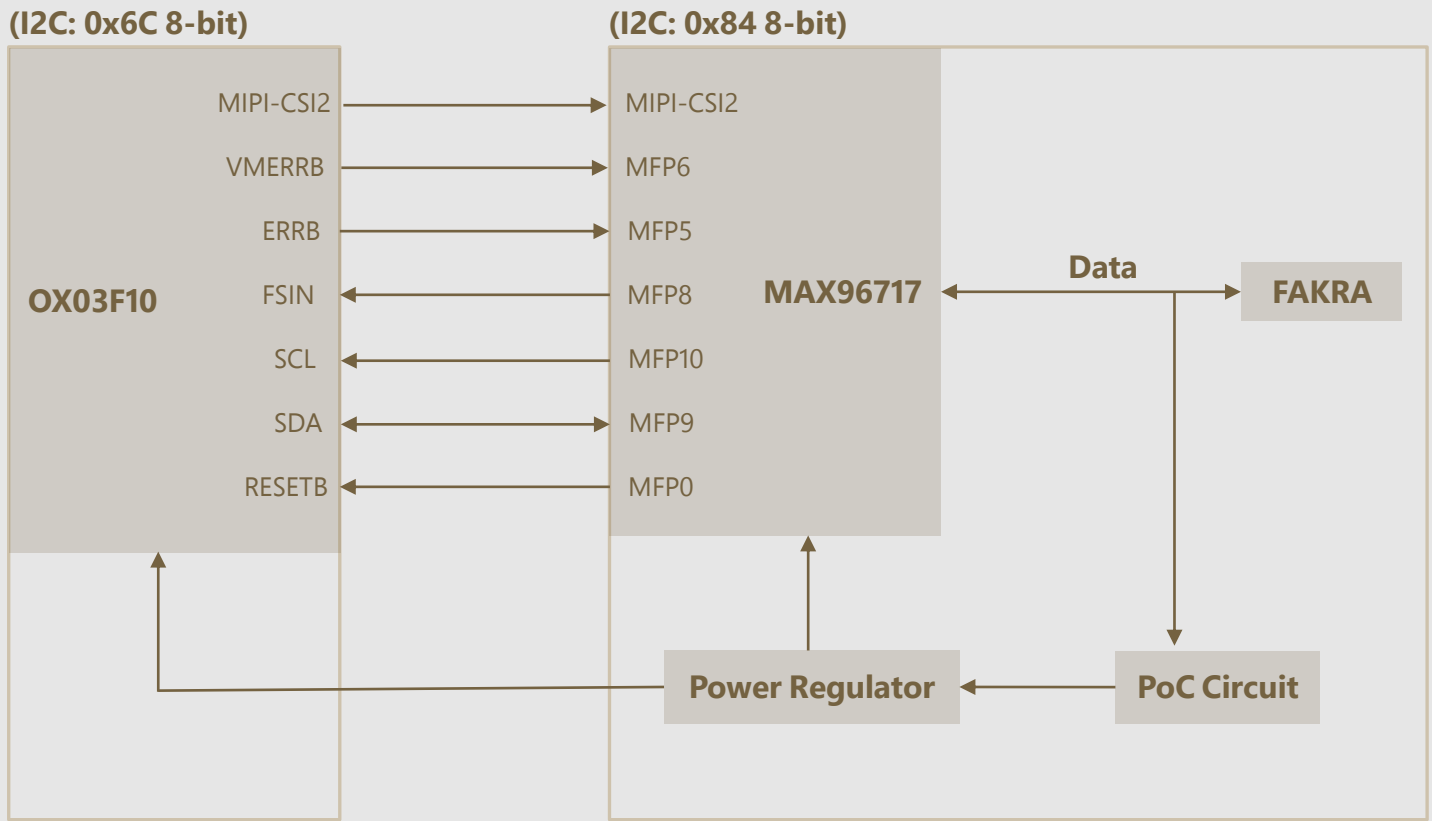 (I2C: 0x6C 8-bit)
(I2C: 0x84 8-bit)
MIPI-CSI2
MIPI-CSI2
VMERRB
MFP6
ERRB
MFP5
Data
OX03F10
FSIN
MFP8
MAX96717
FAKRA
SCL
MFP10
SDA
MFP9
RESETB
MFP0
Power Regulator
PoC Circuit